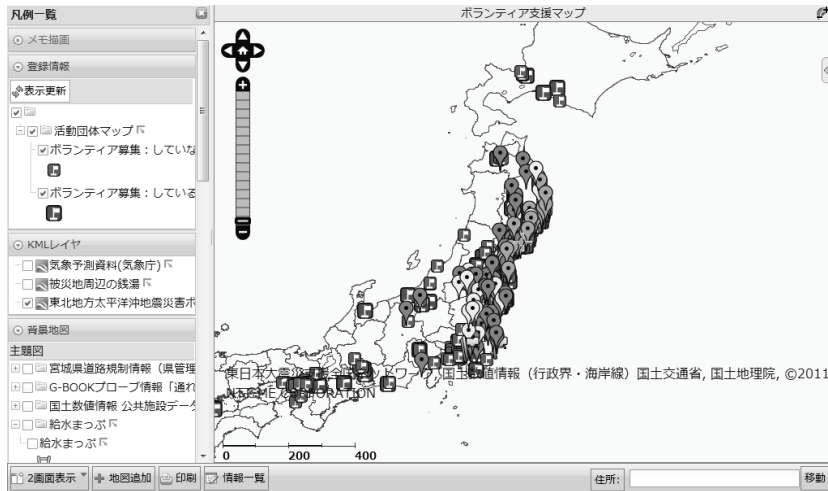 凡例一覧
ボランティア支援マップ
メモ描画
登録情報
表示更新
活動団体マップ
ボランティア募集：していな
ボランティア募集：している
KMLレイヤ
気象予測資料(気象庁)
被災地周辺の銭湯
東北地方太平洋沖地震災害ボ
背景地図
主題図
宮城県道路規制情報（県管理
G-BOOKプローブ情報「通れ
国土数値情報 公共施設データ
給水まっぷ
給水まっぷ
国土数値情報（行政界・海岸線）国土交通省, 国土地理院, ©2011
CORPORATION
0 200 400
2画面表示 地図追加 印刷 情報一覧 住所: 移動